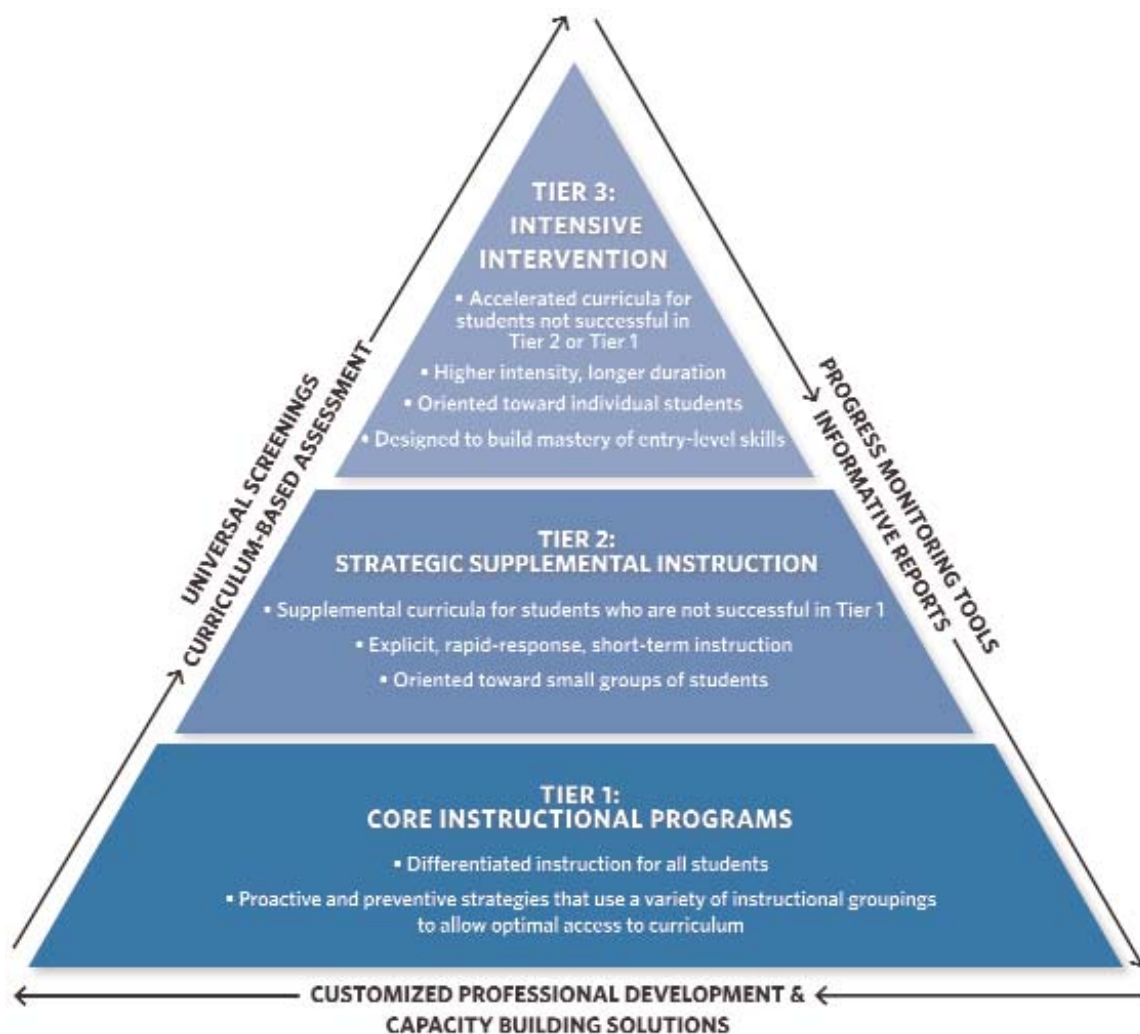 TIER 3:
INTENSIVE
INTERVENTION
▪ Accelerated curricula for
students not successful in
Tier 2 or Tier 1
▪ Higher intensity, longer duration
▪ Oriented toward individual students
▪ Designed to build mastery of entry-level skills
UNIVERSAL SCREENINGS
CURRICULUM-BASED ASSESSMENT
PROGRESS MONITORING TOOLS
INFORMATIVE REPORTS
TIER 2:
STRATEGIC SUPPLEMENTAL INSTRUCTION
▪ Supplemental curricula for students who are not successful in Tier 1
▪ Explicit, rapid-response, short-term instruction
▪ Oriented toward small groups of students
TIER 1:
CORE INSTRUCTIONAL PROGRAMS
▪ Differentiated instruction for all students
▪ Proactive and preventive strategies that use a variety of instructional groupings
to allow optimal access to curriculum
CUSTOMIZED PROFESSIONAL DEVELOPMENT &
CAPACITY BUILDING SOLUTIONS